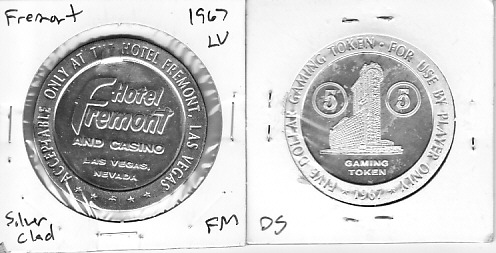 Fremont
1967
LV
ACCEPTABLE ONLY AT THE HOTEL FREMONT, LAS VEGAS
Hotel
Fremont
AND CASINO
LAS VEGAS,
NEVADA
Silver
Clad
FM
FIVE DOLLAR GAMING TOKEN • FOR USE BY PLAYER ONLY
5 5
GAMING
TOKEN
1967
DS